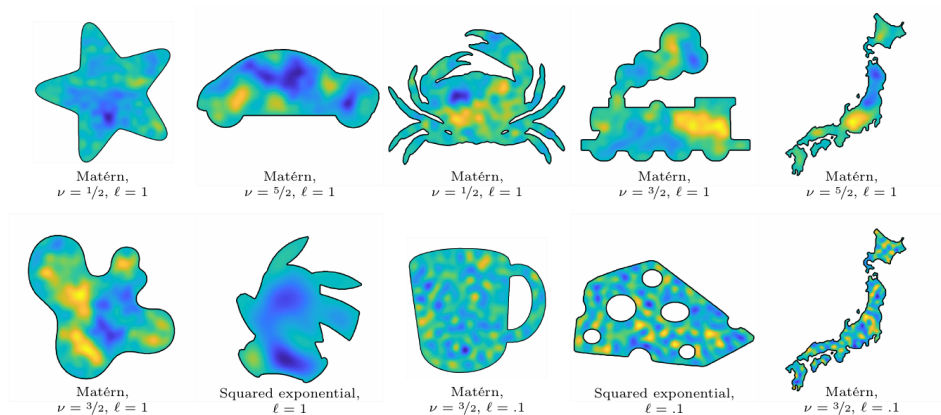 Matérn,
ν = 1/2, ℓ = 1
Matérn,
ν = 5/2, ℓ = 1
Matérn,
ν = 1/2, ℓ = 1
Matérn,
ν = 3/2, ℓ = 1
Matérn,
ν = 5/2, ℓ = 1
Matérn,
ν = 3/2, ℓ = 1
Squared exponential,
ℓ = 1
Matérn,
ν = 3/2, ℓ = .1
Squared exponential,
ℓ = .1
Matérn,
ν = 3/2, ℓ = .1